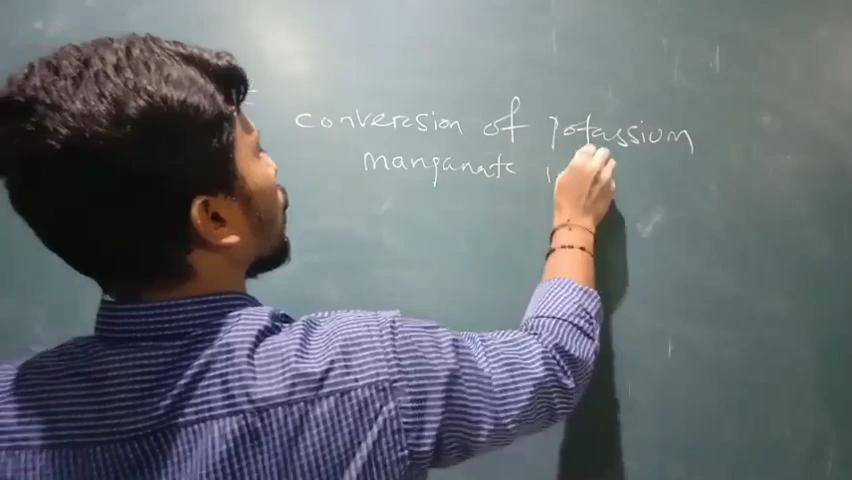 converesion of potassium
manganate i